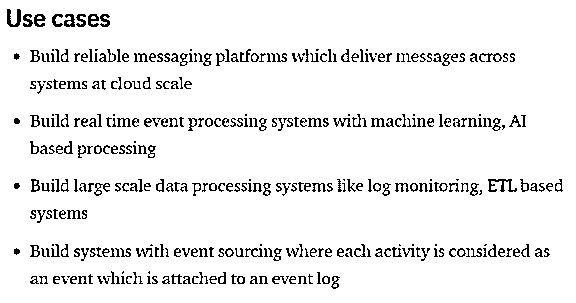 Use cases
• Build reliable messaging platforms which deliver messages across
systems at cloud scale
• Build real time event processing systems with machine learning, AI
based processing
• Build large scale data processing systems like log monitoring, ETL based
systems
• Build systems with event sourcing where each activity is considered as
an event which is attached to an event log